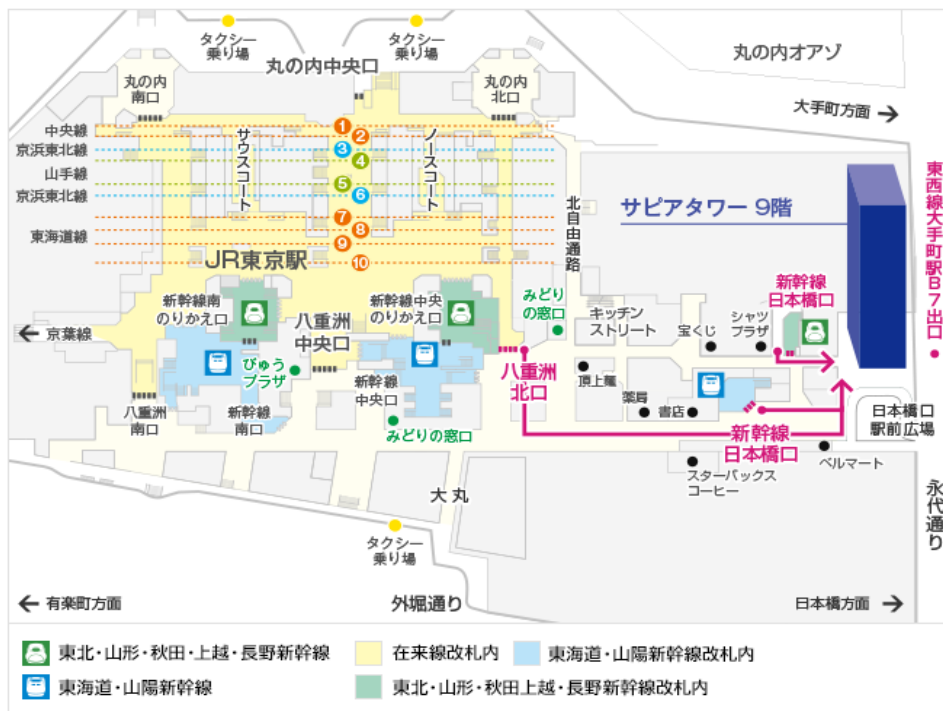 タクシー
乗り場
タクシー
乗り場
丸の内中央口
丸の内オアゾ
丸の内
南口
丸の内
北口
大手町方面
中央線
京浜東北線
山手線
京浜東北線
東海道線
1
2
3
4
5
6
7
8
9
10
サウスコート
ノースコート
北自由通路
サピアタワー 9階
東西線大手町駅B7出口
JR東京駅
新幹線南
のりかえ口
新幹線中央
のりかえ口
みどり
の窓口
キッチン
ストリート
新幹線
日本橋口
宝くじ
シャツ
プラザ
京葉線
八重洲
中央口
びゅう
プラザ
八重洲
北口
頂上麺
薬局
書店
八重洲
南口
新幹線
南口
新幹線
中央口
みどりの窓口
新幹線
日本橋口
日本橋口
駅前広場
スターバックス
コーヒー
ベルマート
永代通り
大丸
タクシー
乗り場
有楽町方面
外堀通り
日本橋方面
東北・山形・秋田・上越・長野新幹線
在来線改札内
東海道・山陽新幹線改札内
東海道・山陽新幹線
東北・山形・秋田上越・長野新幹線改札内